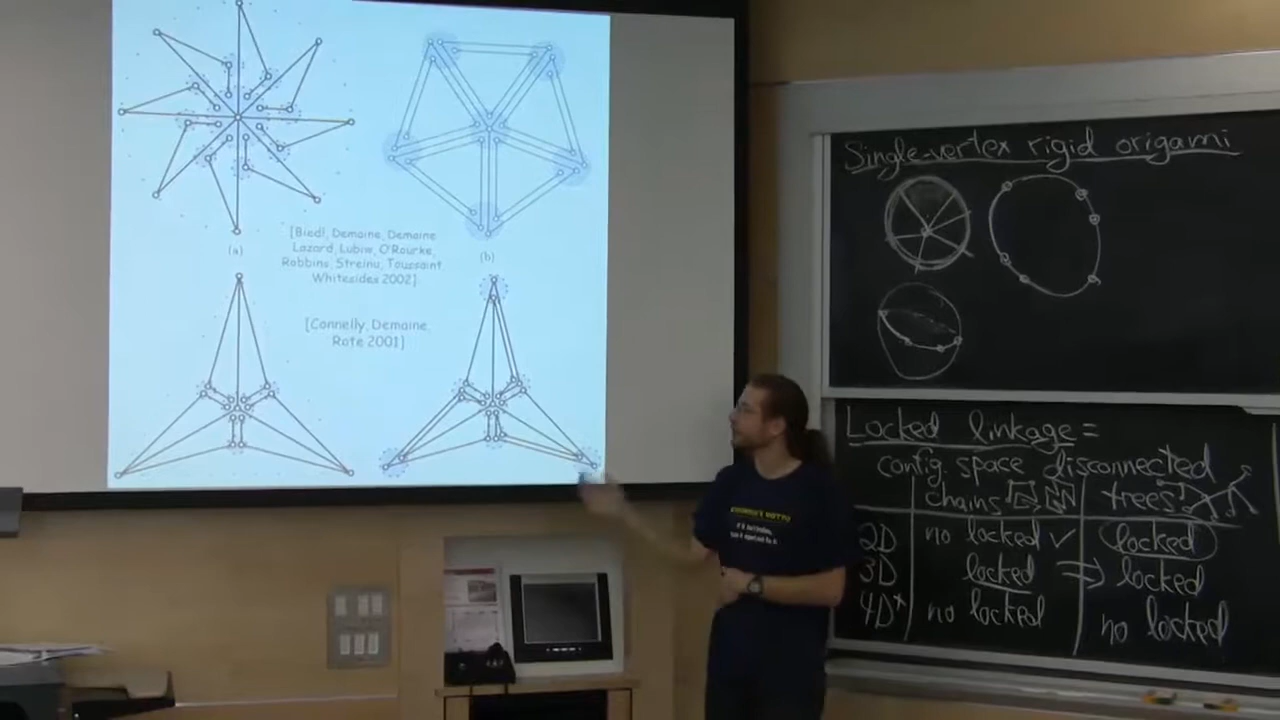 (a)
[Biedl, Demaine, Demaine
Lazard, Lubiw, O'Rourke,
Robbins, Streinu, Toussaint
Whitesides 2002]
(b)
[Connelly, Demaine,
Rote 2001]
Single-vertex rigid origami
Locked linkage =
config. space disconnected
chains trees
2D no locked ✓ locked
3D locked ⇒ locked
4D+ no locked no locked